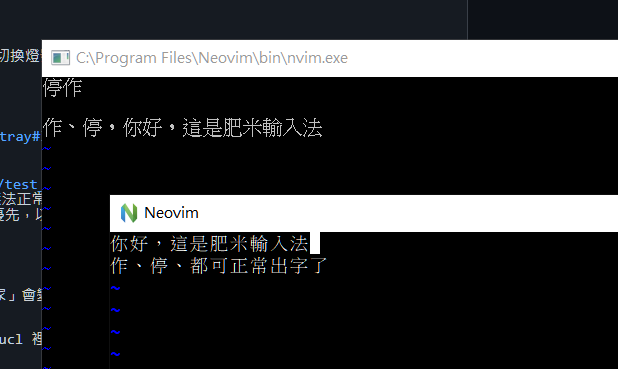 切換燈
C:\Program Files\Neovim\bin\nvim.exe
停作
作、停，你好，這是肥米輸入法
tray#
/test
法正常
優先，以
Neovim
你好，這是肥米輸入法
作、停、都可正常出字了
~
~
~
~
」會
ucl 裡